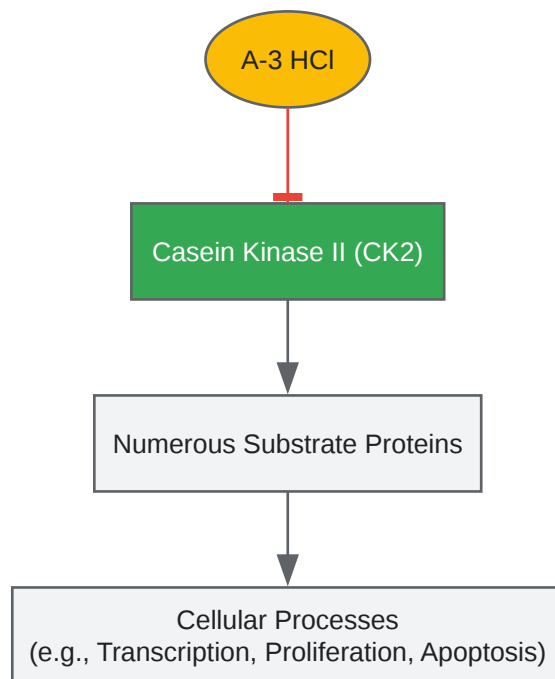 A-3 HCl
Casein Kinase II (CK2)
Numerous Substrate Proteins
Cellular Processes
(e.g., Transcription, Proliferation, Apoptosis)